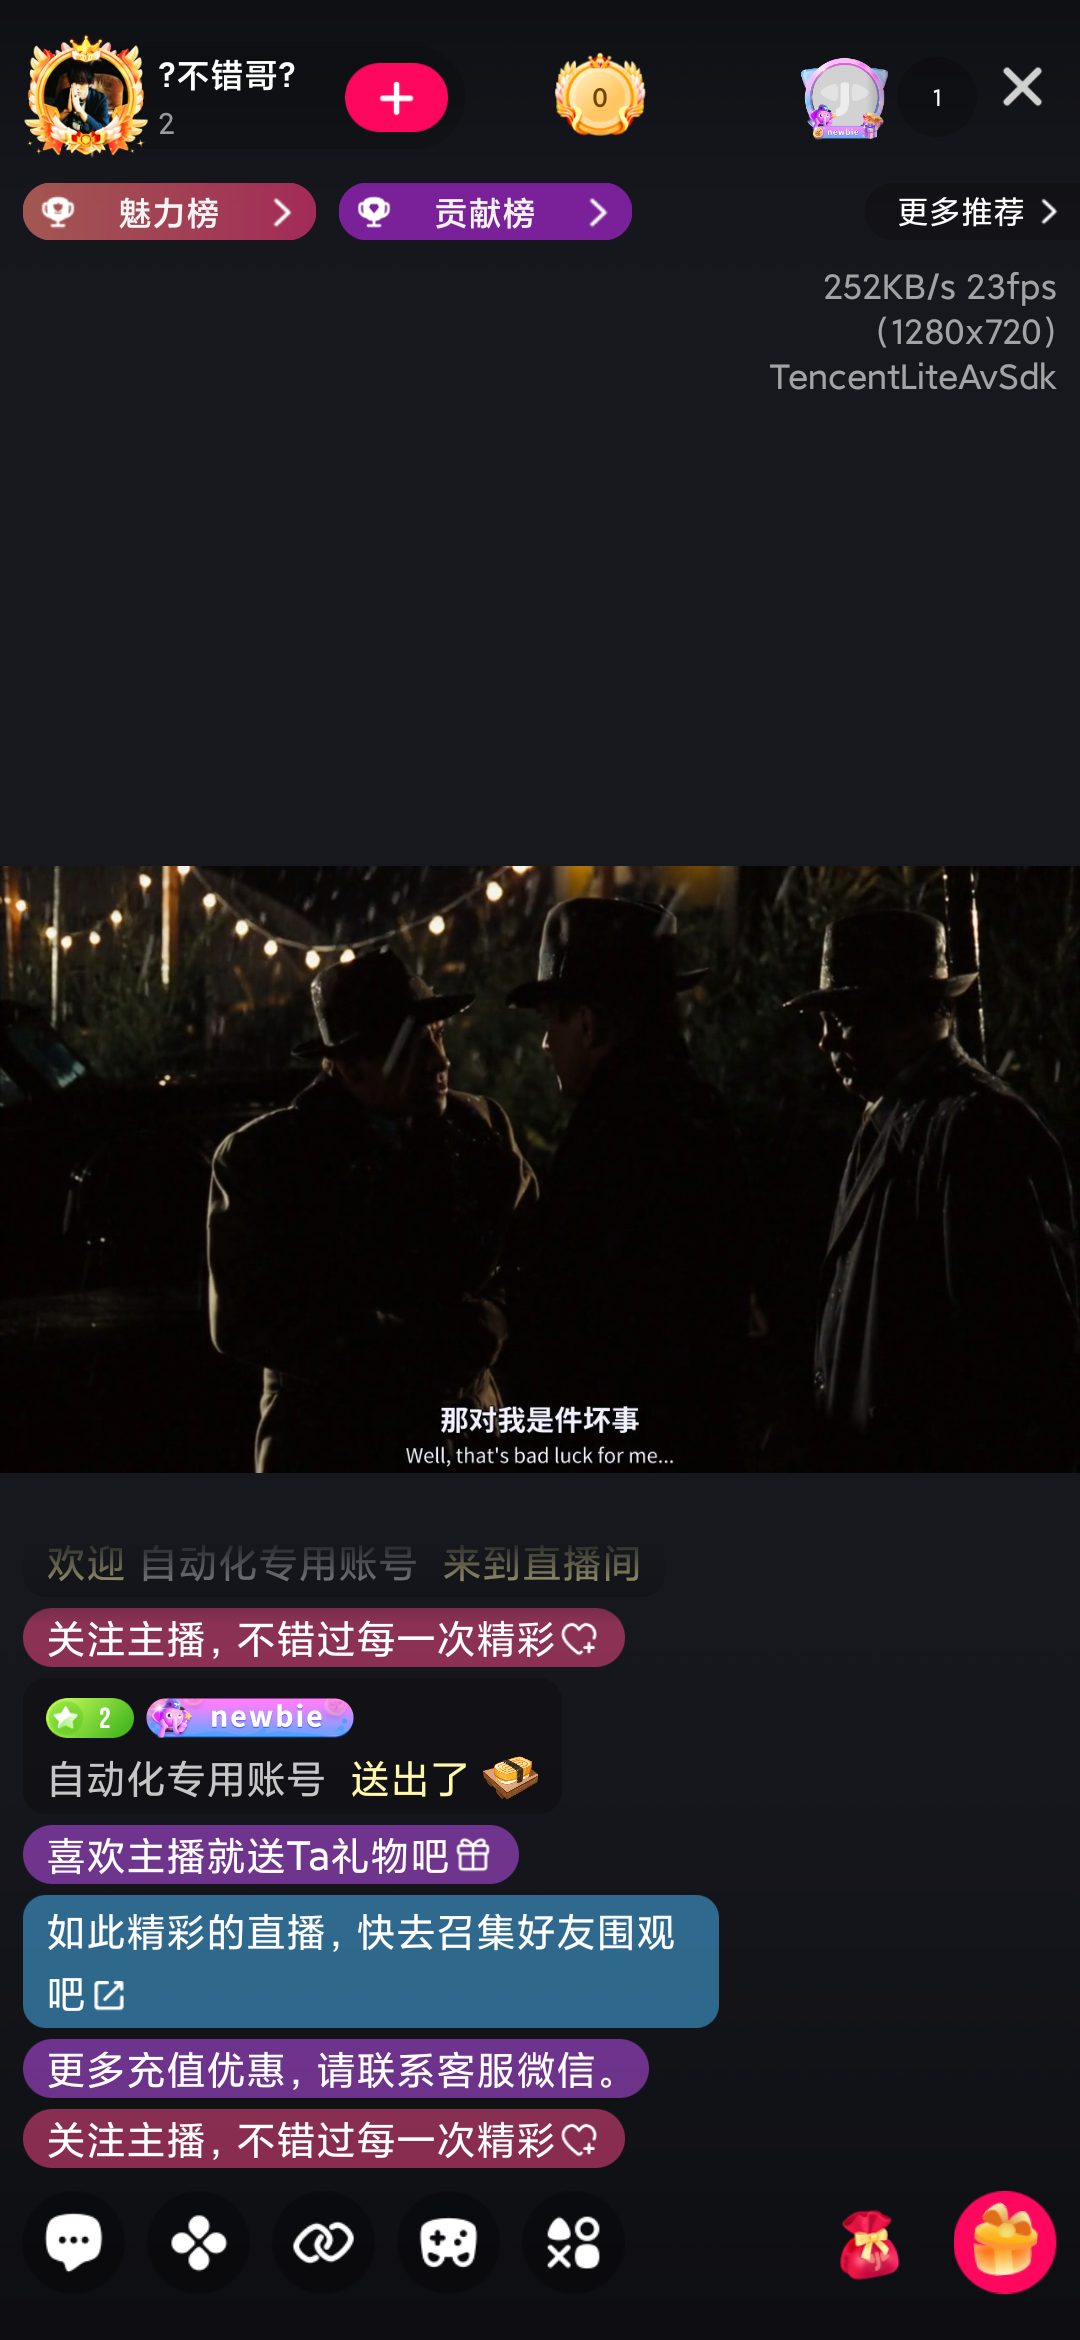 ?不错哥?
2
0
newbie
1
魅力榜
贡献榜
更多推荐
252KB/s 23fps
(1280x720)
TencentLiteAvSdk
那对我是件坏事
Well, that's bad luck for me...
欢迎 自动化专用账号 来到直播间
关注主播，不错过每一次精彩
2 newbie
自动化专用账号 送出了
喜欢主播就送Ta礼物吧
如此精彩的直播，快去召集好友围观
吧
更多充值优惠，请联系客服微信。
关注主播，不错过每一次精彩